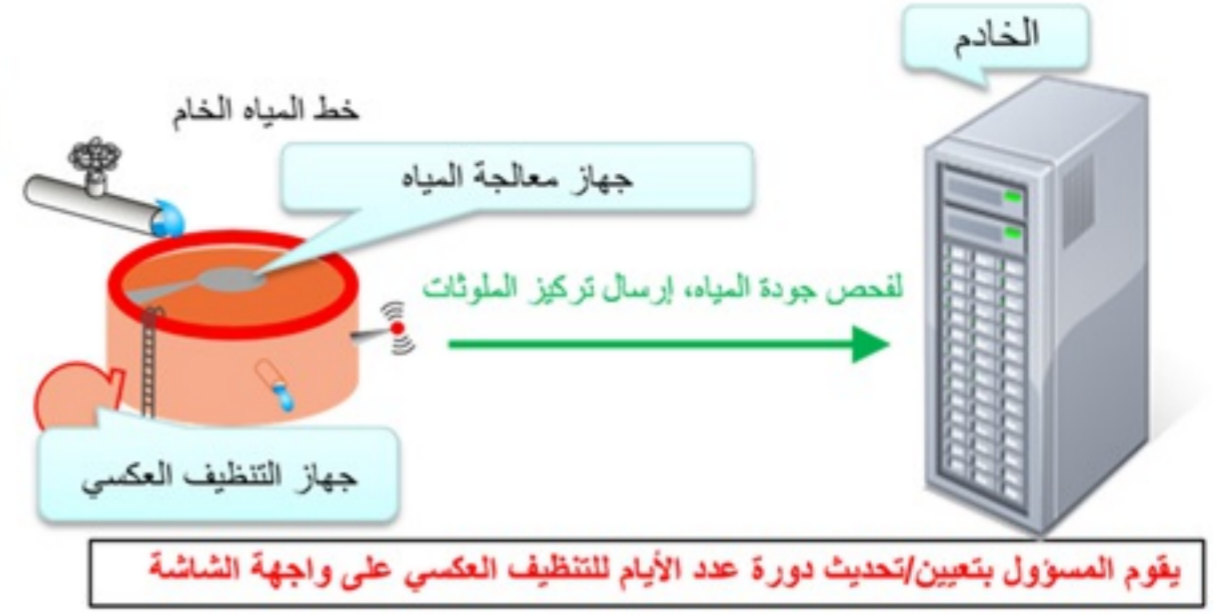 الخادم
خط المياه الخام
جهاز معالجة المياه
لفحص جودة المياه، إرسال تركيز الملوثات
جهاز التنظيف العكسي
يقوم المسؤول بتعيين/تحديث دورة عدد الأيام للتنظيف العكسي على واجهة الشاشة